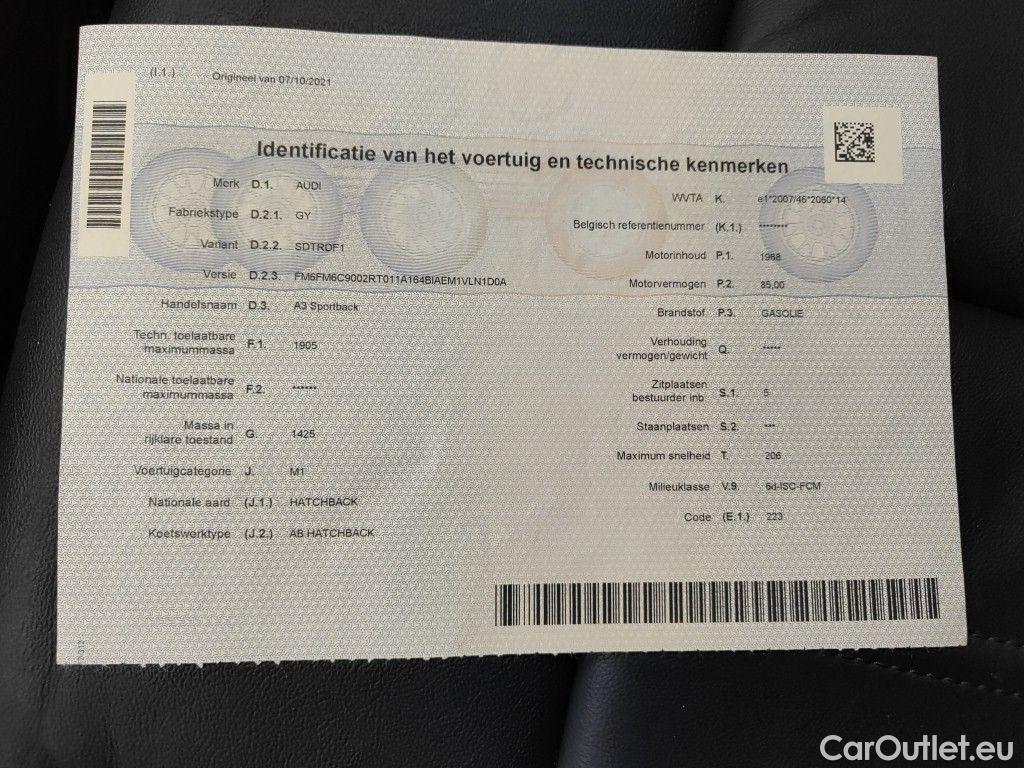 (I.1.) Origineel van 07/10/2021
Identificatie van het voertuig en technische kenmerken
Merk D.1. AUDI
Fabriekstype D.2.1. GY
Variant D.2.2. SDTRDF1
Versie D.2.3. FM6FM6C9002RT011A164BIAEM1VLN1D0A
Handelsnaam D.3. A3 Sportback
Techn. toelaatbare
maximummassa F.1. 1905
Nationale toelaatbare
maximummassa F.2. ******
Massa in
rijklare toestand G. 1425
Voertuigcategorie J. M1
Nationale aard (J.1.) HATCHBACK
Koetswerktype (J.2.) AB HATCHBACK
WVTA K. e1*2007/46*2060*14
Belgisch referentienummer (K.1.) ********
Motorinhoud P.1. 1968
Motorvermogen P.2. 85,00
Brandstof P.3. GASOLIE
Verhouding
vermogen/gewicht Q. *****
Zitplaatsen
bestuurder inb. S.1. 5
Staanplaatsen S.2. ***
Maximum snelheid T. 206
Milieuklasse V.9. 6d-ISC-FCM
Code (E.1.) 223
CarOutlet.eu